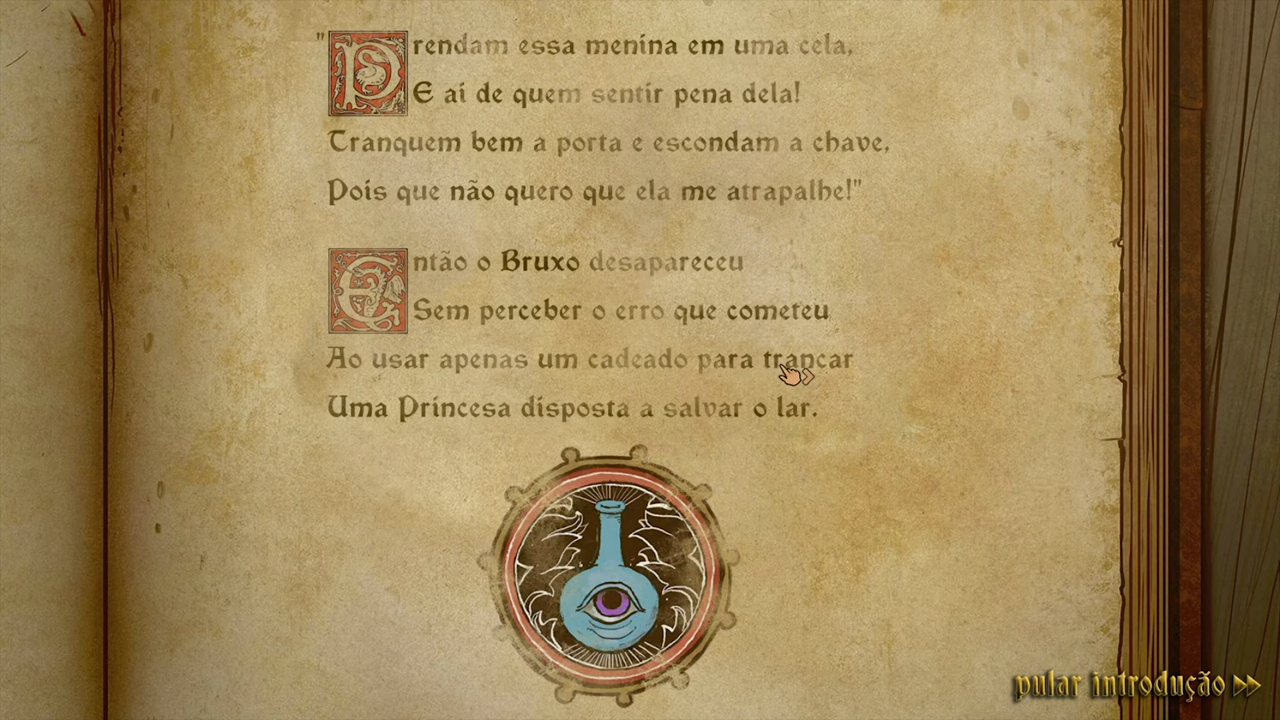 "Prendam essa menina em uma cela,
E ai de quem sentir pena dela!
Tranquem bem a porta e escondam a chave,
Pois que não quero que ela me atrapalhe!"
Então o Bruxo desapareceu
Sem perceber o erro que cometeu
Ao usar apenas um cadeado para trancar
Uma Princesa disposta a salvar o lar.
pular introdução